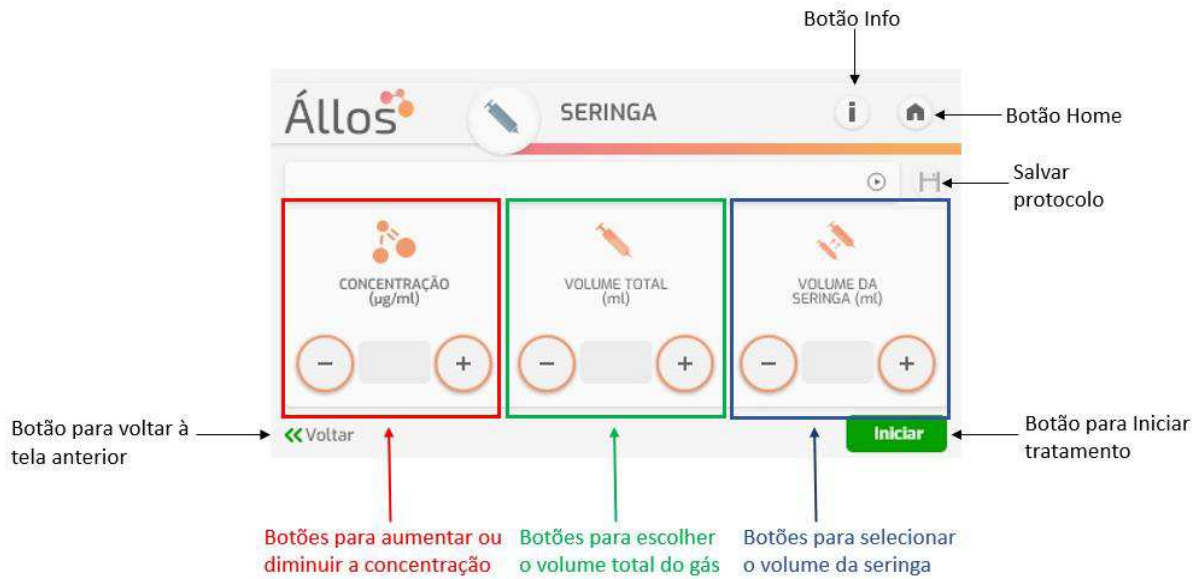 Botão Info
Állos
SERINGA
i
Botão Home
Salvar
protocolo
CONCENTRAÇÃO
(µg/ml)
VOLUME TOTAL
(ml)
VOLUME DA
SERINGA (ml)
− +
− +
− +
Botão para voltar à
tela anterior
Voltar
Iniciar
Botão para Iniciar
tratamento
Botões para aumentar ou
diminuir a concentração
Botões para escolher
o volume total do gás
Botões para selecionar
o volume da seringa